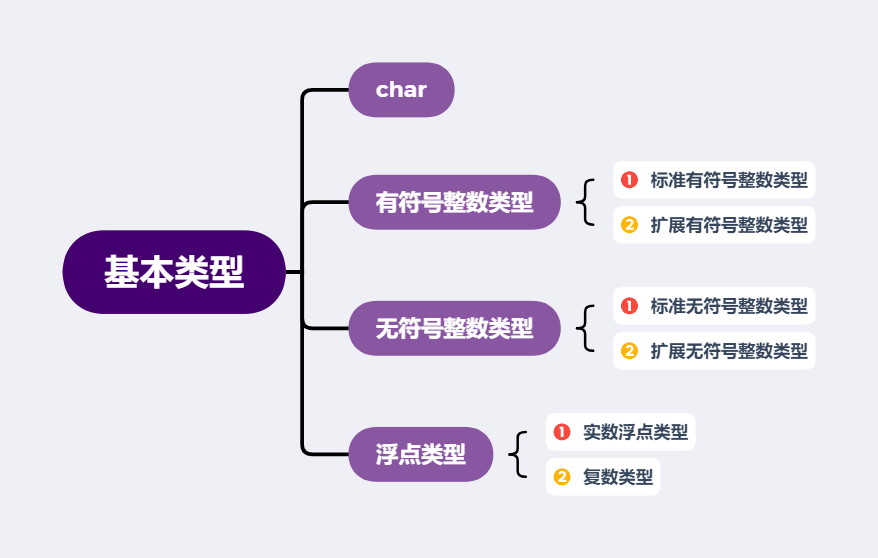 基本类型
char
有符号整数类型
1 标准有符号整数类型
2 扩展有符号整数类型
无符号整数类型
1 标准无符号整数类型
2 扩展无符号整数类型
浮点类型
1 实数浮点类型
2 复数类型